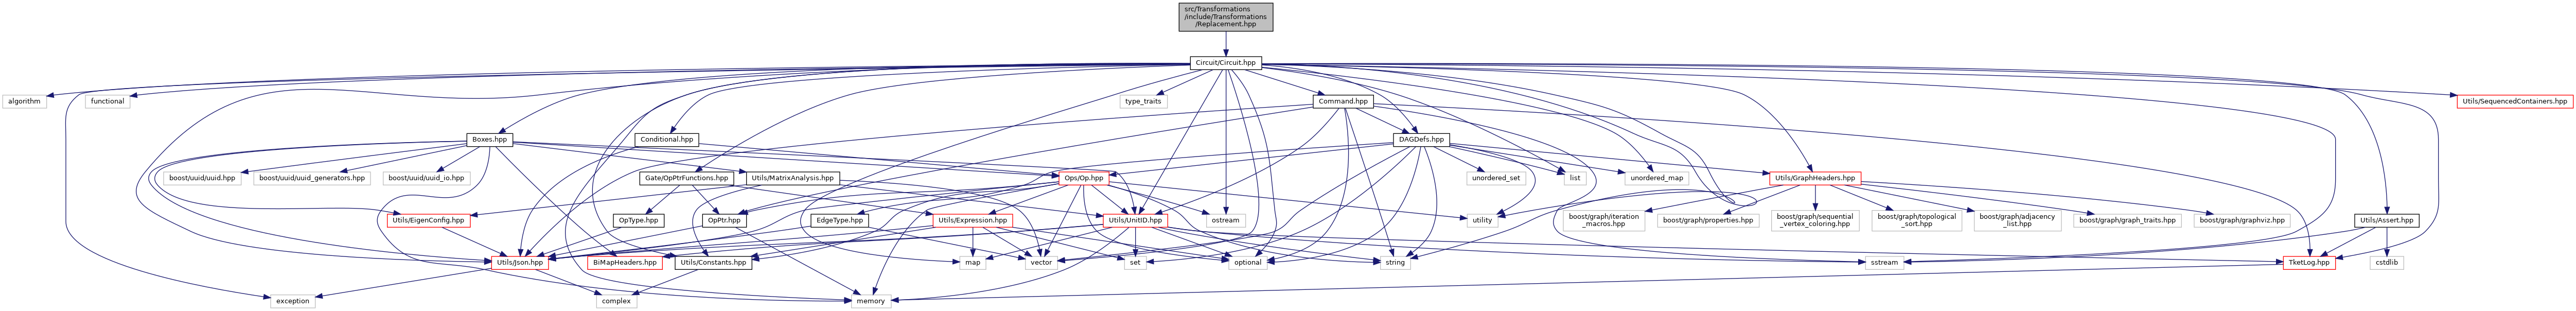 src/Transformations
/include/Transformations
/Replacement.hpp
Circuit/Circuit.hpp
algorithm
functional
type_traits
Command.hpp
Utils/SequencedContainers.hpp
Boxes.hpp
Conditional.hpp
DAGDefs.hpp
boost/uuid/uuid.hpp
boost/uuid/uuid_generators.hpp
boost/uuid/uuid_io.hpp
Gate/OpPtrFunctions.hpp
Utils/MatrixAnalysis.hpp
Ops/Op.hpp
unordered_set
list
unordered_map
Utils/GraphHeaders.hpp
Utils/EigenConfig.hpp
OpType.hpp
OpPtr.hpp
EdgeType.hpp
Utils/Expression.hpp
Utils/UnitID.hpp
ostream
utility
boost/graph/iteration
_macros.hpp
boost/graph/properties.hpp
boost/graph/sequential
_vertex_coloring.hpp
boost/graph/topological
_sort.hpp
boost/graph/adjacency
_list.hpp
boost/graph/graph_traits.hpp
boost/graph/graphviz.hpp
Utils/Assert.hpp
Utils/Json.hpp
BiMapHeaders.hpp
Utils/Constants.hpp
map
vector
set
optional
string
sstream
TketLog.hpp
cstdlib
exception
complex
memory